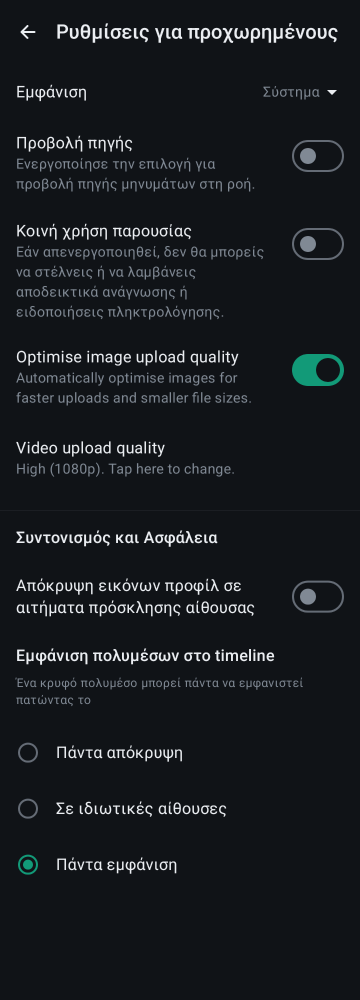 Ρυθμίσεις για προχωρημένους
Εμφάνιση
Σύστημα
Προβολή πηγής
Ενεργοποίησε την επιλογή για
προβολή πηγής μηνυμάτων στη ροή.
Κοινή χρήση παρουσίας
Εάν απενεργοποιηθεί, δεν θα μπορείς
να στέλνεις ή να λαμβάνεις
αποδεικτικά ανάγνωσης ή
ειδοποιήσεις πληκτρολόγησης.
Optimise image upload quality
Automatically optimise images for
faster uploads and smaller file sizes.
Video upload quality
High (1080p). Tap here to change.
Συντονισμός και Ασφάλεια
Απόκρυψη εικόνων προφίλ σε
αιτήματα πρόσκλησης αίθουσας
Εμφάνιση πολυμέσων στο timeline
Ένα κρυφό πολυμέσο μπορεί πάντα να εμφανιστεί
πατώντας το
Πάντα απόκρυψη
Σε ιδιωτικές αίθουσες
Πάντα εμφάνιση